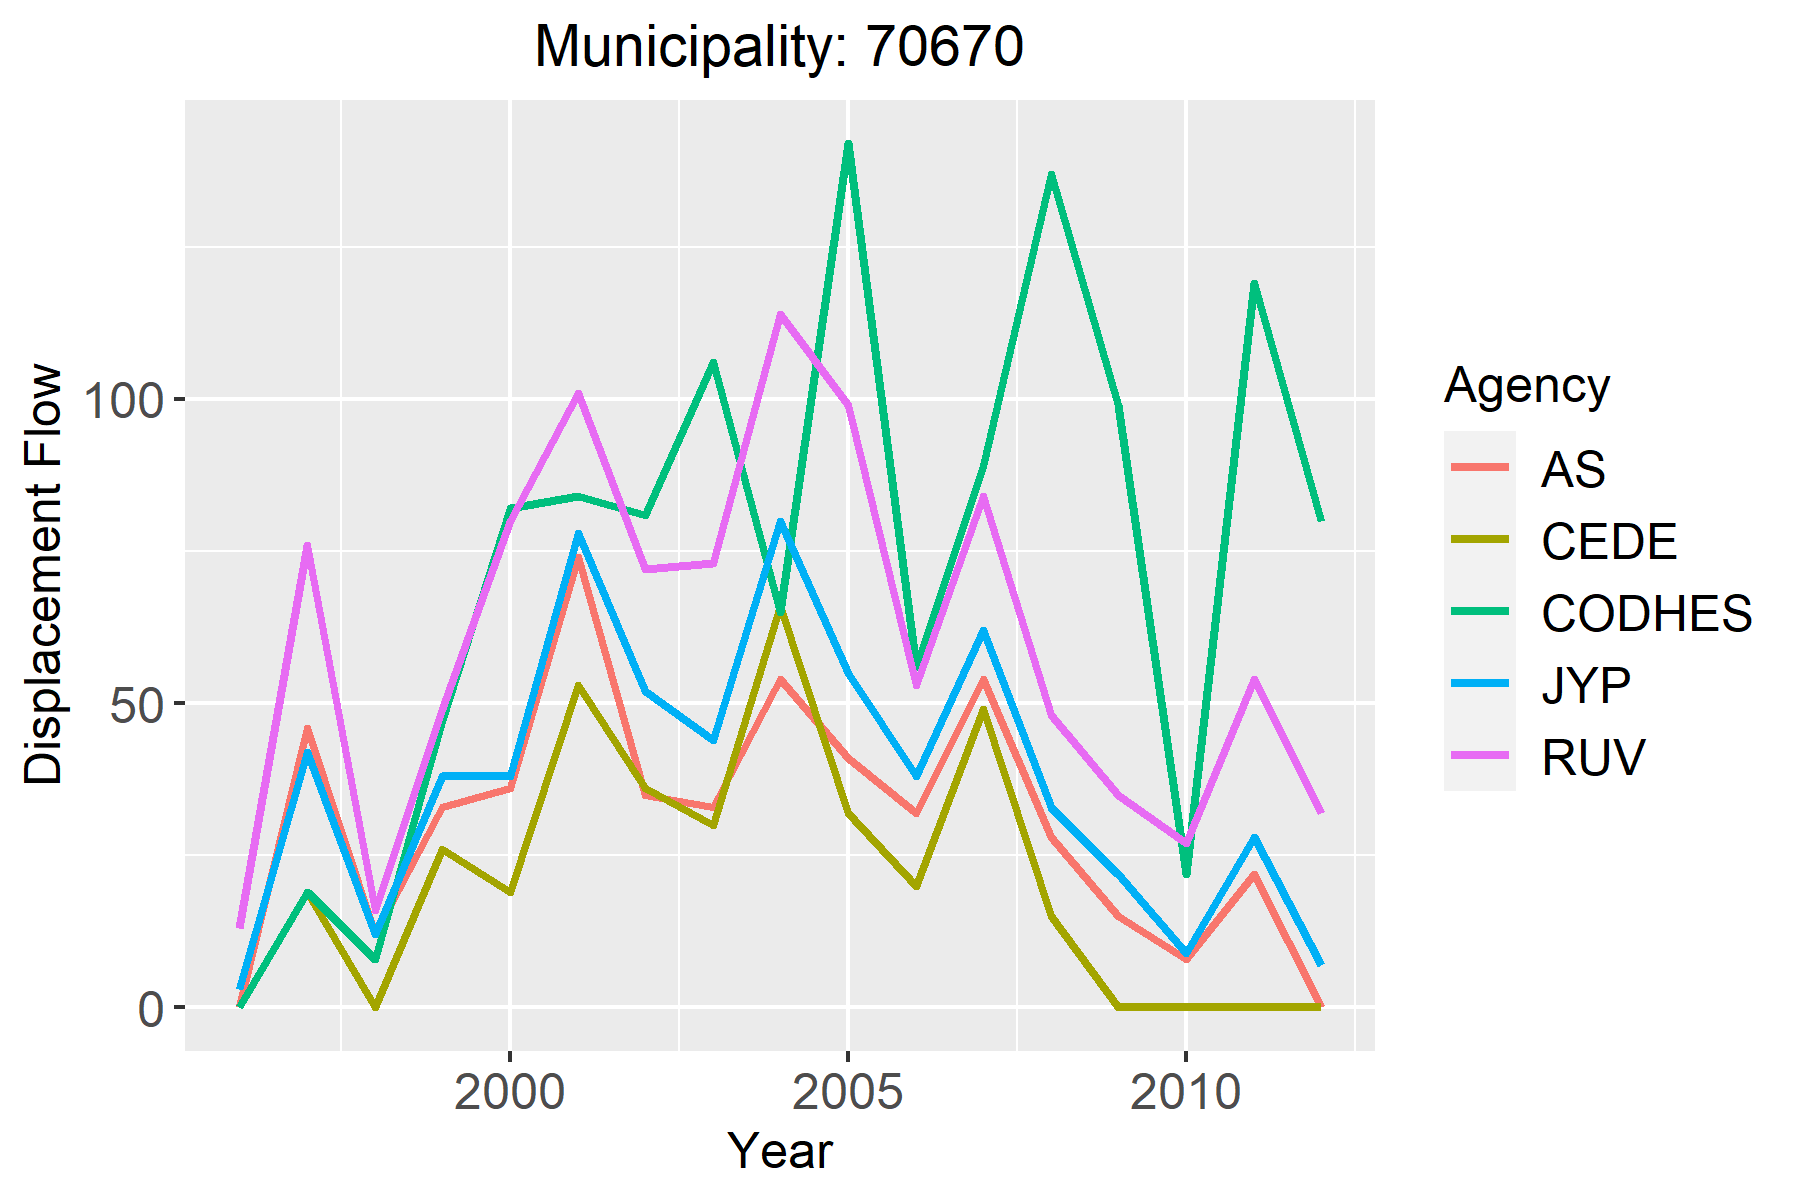 Municipality: 70670
Displacement Flow
100
50
0
2000 2005 2010
Year
Agency
AS
CEDE
CODHES
JYP
RUV